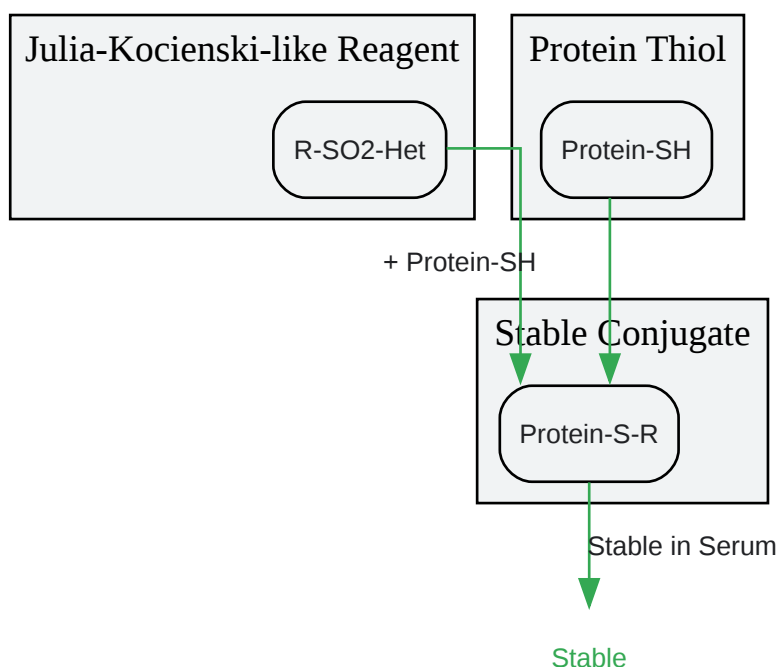 Julia-Kocienski-like Reagent
Protein Thiol
R-SO2-Het
Protein-SH
+ Protein-SH
Stable Conjugate
Protein-S-R
Stable in Serum
Stable